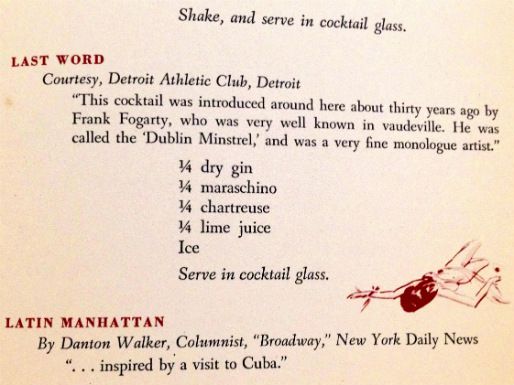 Shake, and serve in cocktail glass.
LAST WORD
Courtesy, Detroit Athletic Club, Detroit
"This cocktail was introduced around here about thirty years ago by
Frank Fogarty, who was very well known in vaudeville. He was
called the 'Dublin Minstrel,' and was a very fine monologue artist."
¼ dry gin
¼ maraschino
¼ chartreuse
¼ lime juice
Ice
Serve in cocktail glass.
LATIN MANHATTAN
By Danton Walker, Columnist, "Broadway," New York Daily News
". . . inspired by a visit to Cuba."